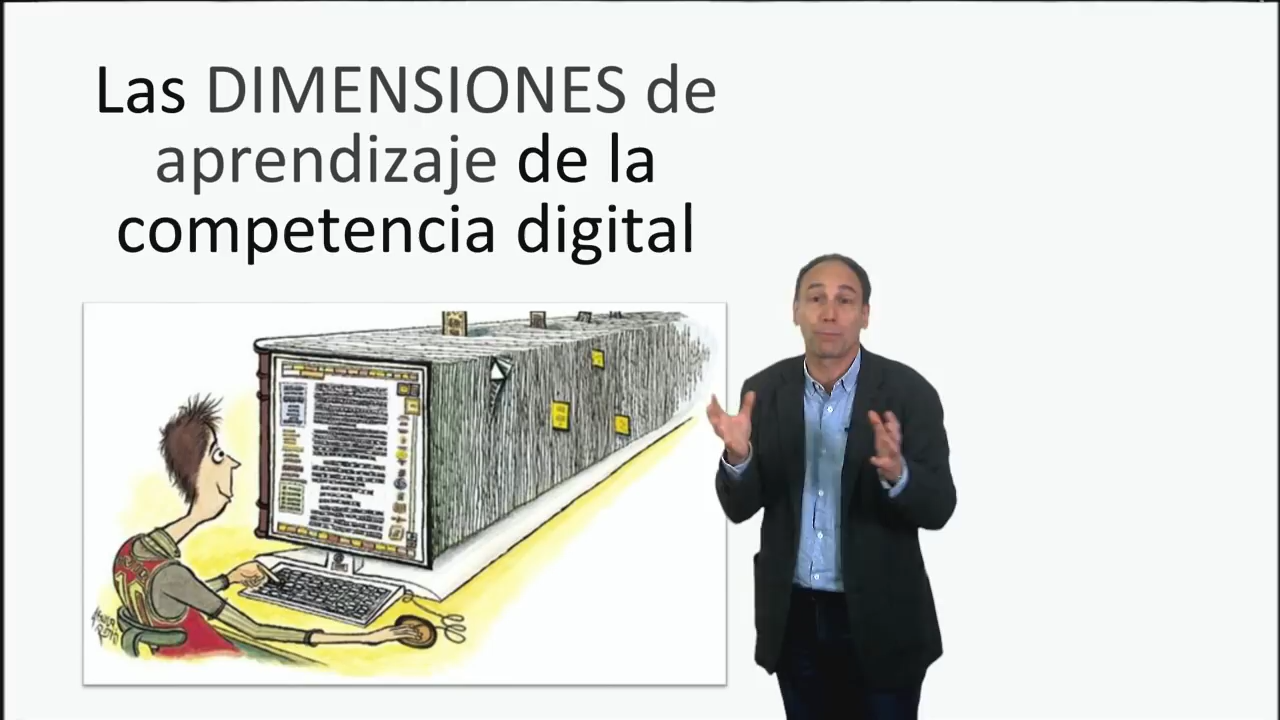 Las DIMENSIONES de
aprendizaje de la
competencia digital